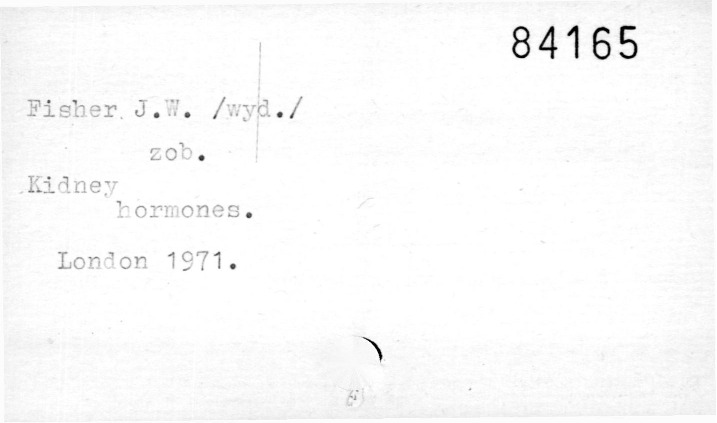 84165
Fisher J.W. /wyd./
zob.
Kidney
hormones.
London 1971.